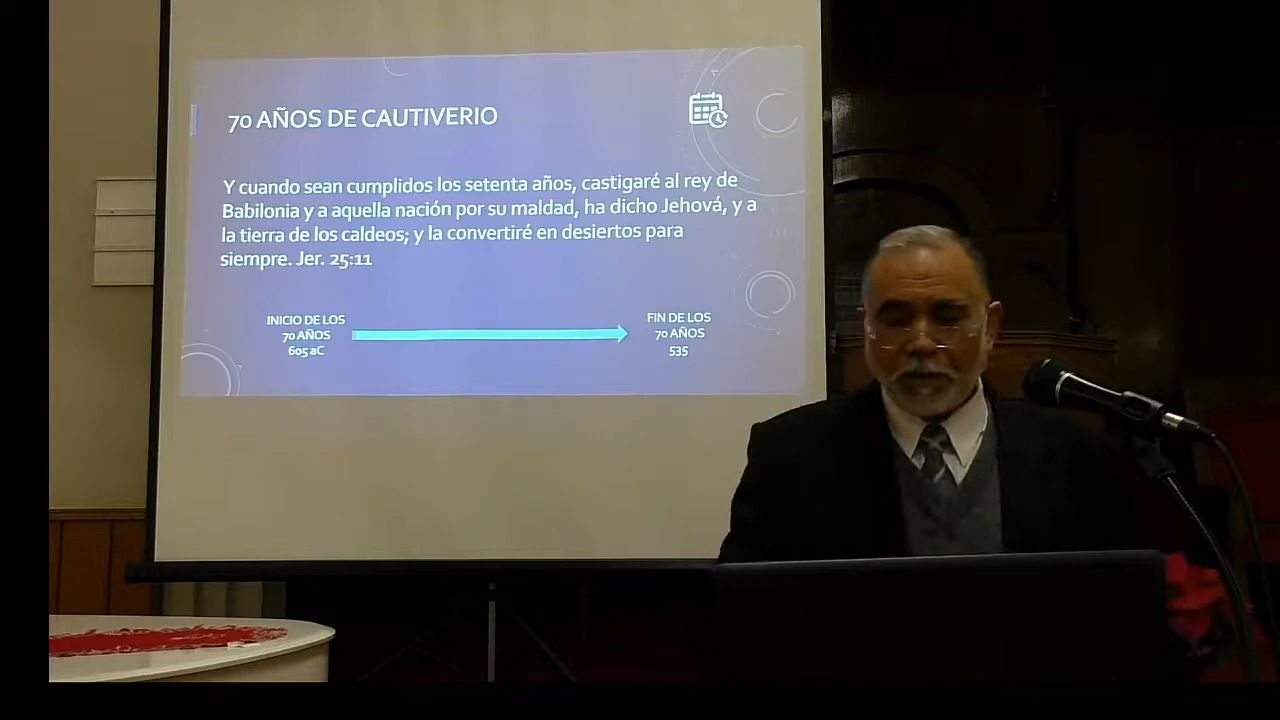 70 AÑOS DE CAUTIVERIO
Y cuando sean cumplidos los setenta años, castigaré al rey de
Babilonia y a aquella nación por su maldad, ha dicho Jehová, y a
la tierra de los caldeos; y la convertiré en desiertos para
siempre. Jer. 25:11
INICIO DE LOS
70 AÑOS
605 aC
FIN DE LOS
70 AÑOS
535